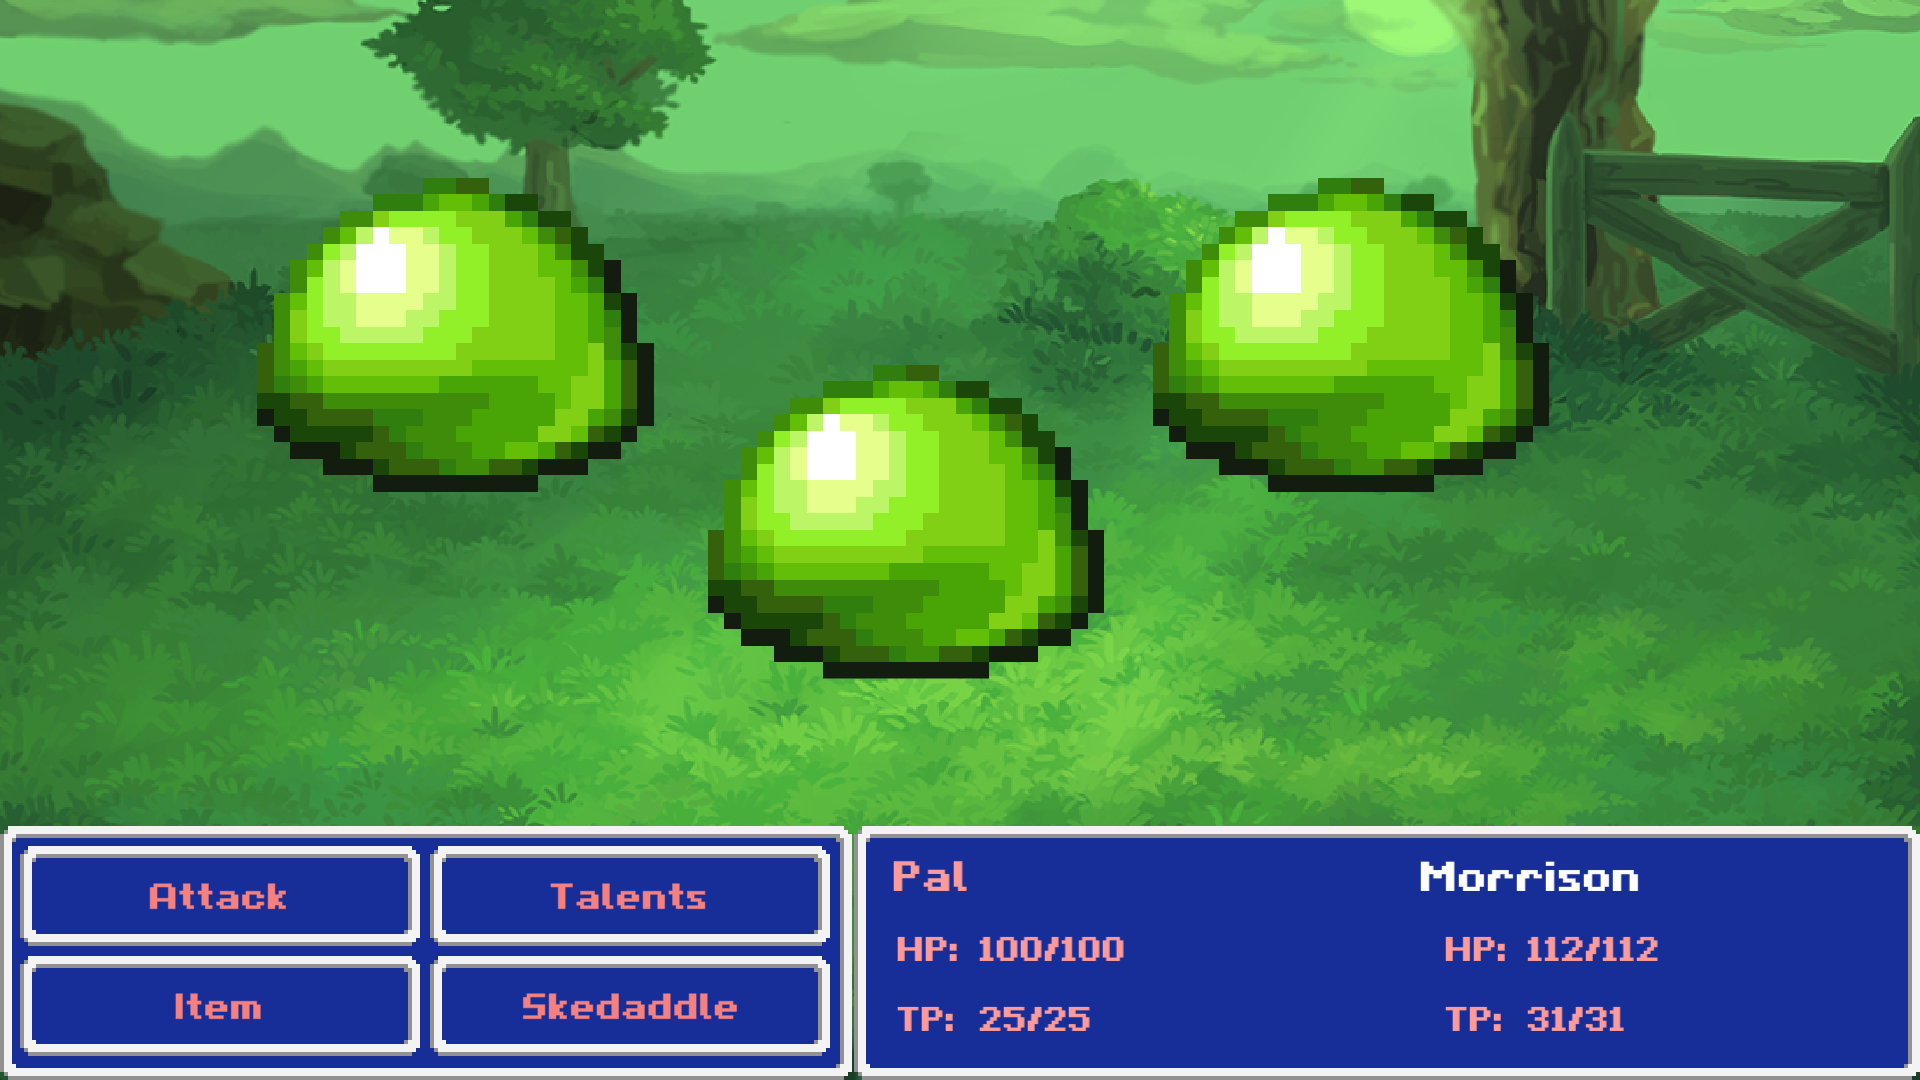 Attack
Talents
Item
Skedaddle
Pal
HP: 100/100
TP: 25/25
Morrison
HP: 112/112
TP: 31/31